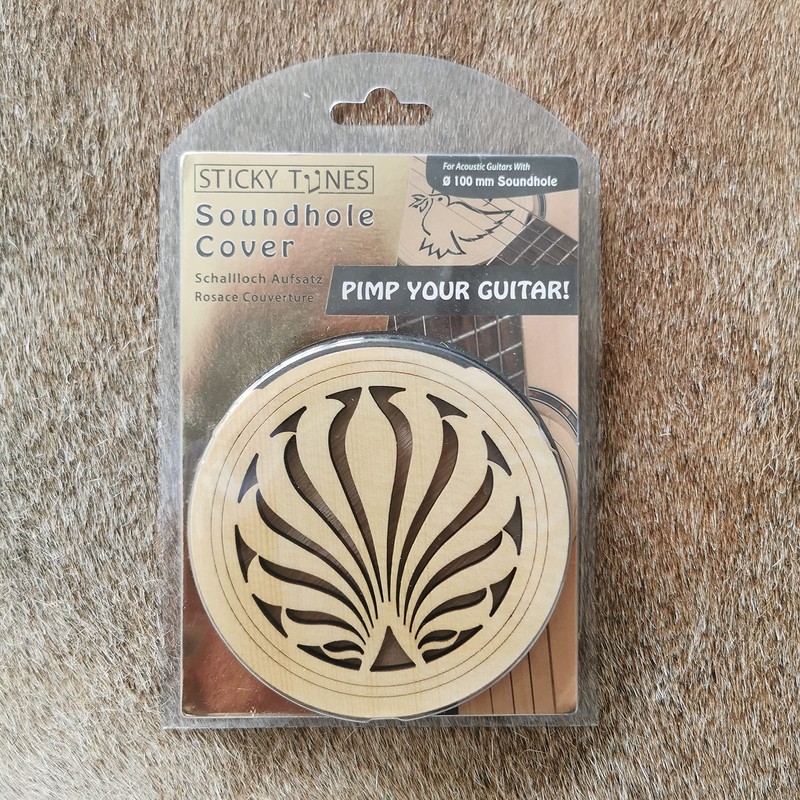 STICKY TUNES
Soundhole
Cover
Schallloch Aufsatz
Rosace Couverture
For Acoustic Guitars With
Ø 100 mm Soundhole
PIMP YOUR GUITAR!